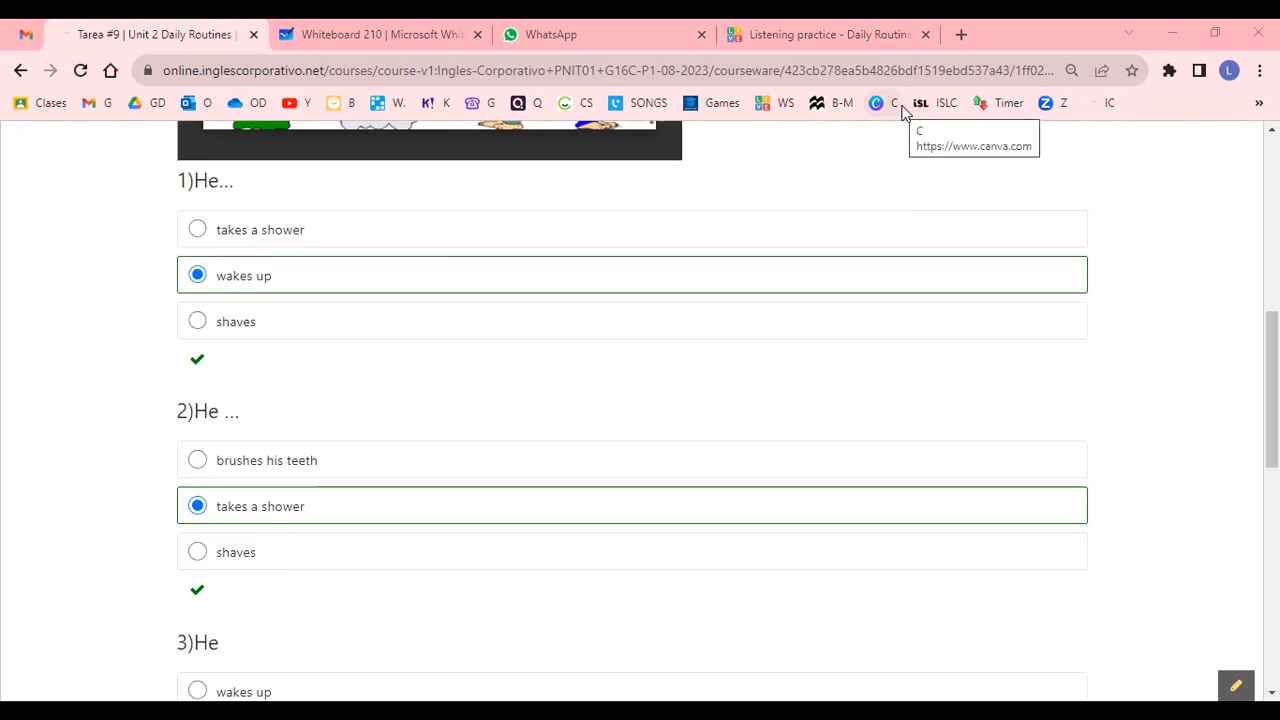 Tarea #9 | Unit 2 Daily Routines |
Whiteboard 210 | Microsoft Whit
WhatsApp
Listening practice - Daily Routine
online.inglescorporativo.net/courses/course-v1:Ingles-Corporativo+PNIT01+G16C-P1-08-2023/courseware/423cb278ea5b4826bdf1519ebd537a43/1ff02...
L
Clases G GD O OD Y B W. K! K G Q CS SONGS Games WS B-M C iSL ISLC Timer Z IC »
C
https://www.canva.com
1)He...
takes a shower
wakes up
shaves
2)He ...
brushes his teeth
takes a shower
shaves
3)He
wakes up